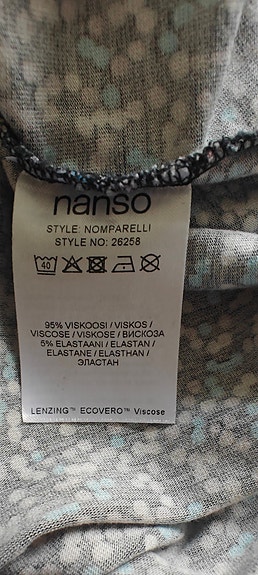 nanso
STYLE: NOMPARELLI
STYLE NO: 26258
40
95% VISKOOSI / VISKOS /
VISCOSE / VISKOSE / ВИСКОЗА
5% ELASTAANI / ELASTAN /
ELASTANE / ELASTHAN /
ЭЛАСТАН
LENZING™ ECOVERO™ Viscose